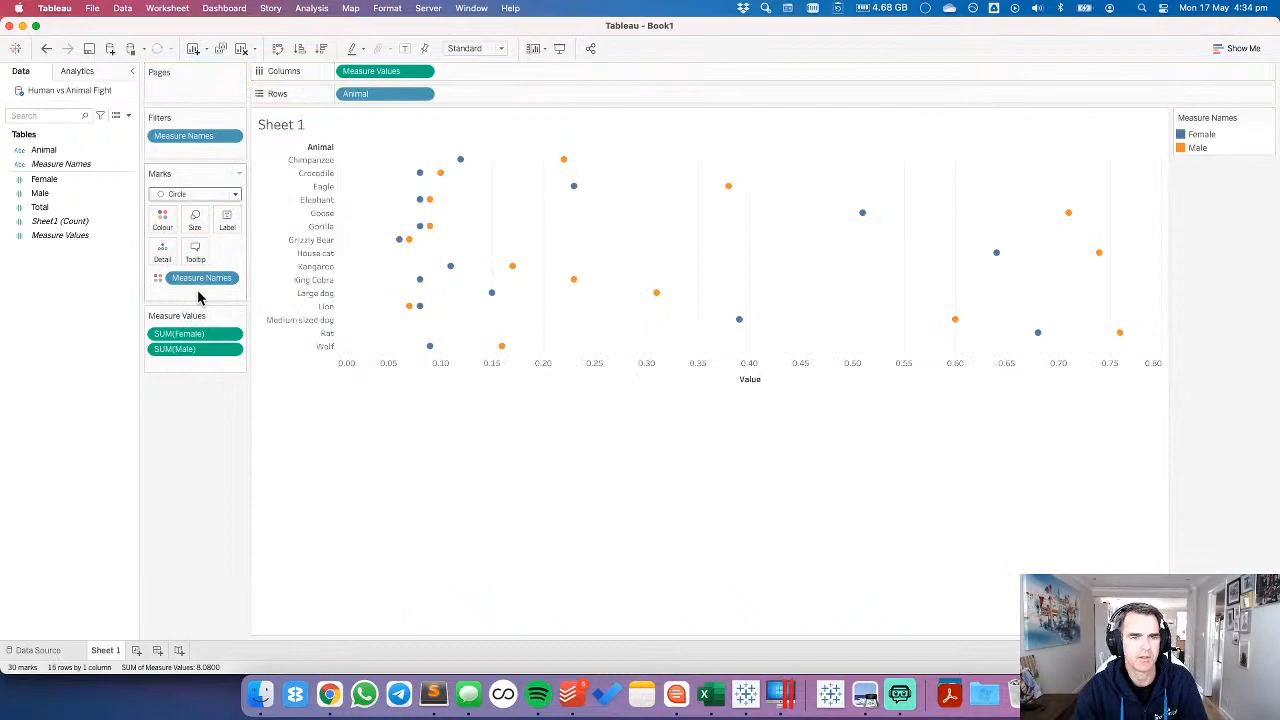 Tableau File Data Worksheet Dashboard Story Analysis Map Format Server Window Help 4.68 GB Mon 17 May 4:34 pm
Tableau - Book1
Standard Show Me
Data Analytics Pages Columns Measure Values
Human vs Animal Fight Rows Animal
Search Filters Sheet 1 Measure Names
Tables Measure Names Female
Animal Male
Measure Names Marks
Female Circle
Male Colour Size Label
Total Detail Tooltip
Sheet1 (Count) Measure Names
Measure Values Measure Values
SUM(Female)
SUM(Male)
Animal
Chimpanzee
Crocodile
Eagle
Elephant
Goose
Gorilla
Grizzly Bear
House cat
Kangaroo
King Cobra
Large dog
Lion
Medium sized dog
Rat
Wolf
0.00 0.05 0.10 0.15 0.20 0.25 0.30 0.35 0.40 0.45 0.50 0.55 0.60 0.65 0.70 0.75 0.80
Value
Data Source Sheet 1
30 marks 15 rows by 1 column SUM of Measure Values: 8.0800